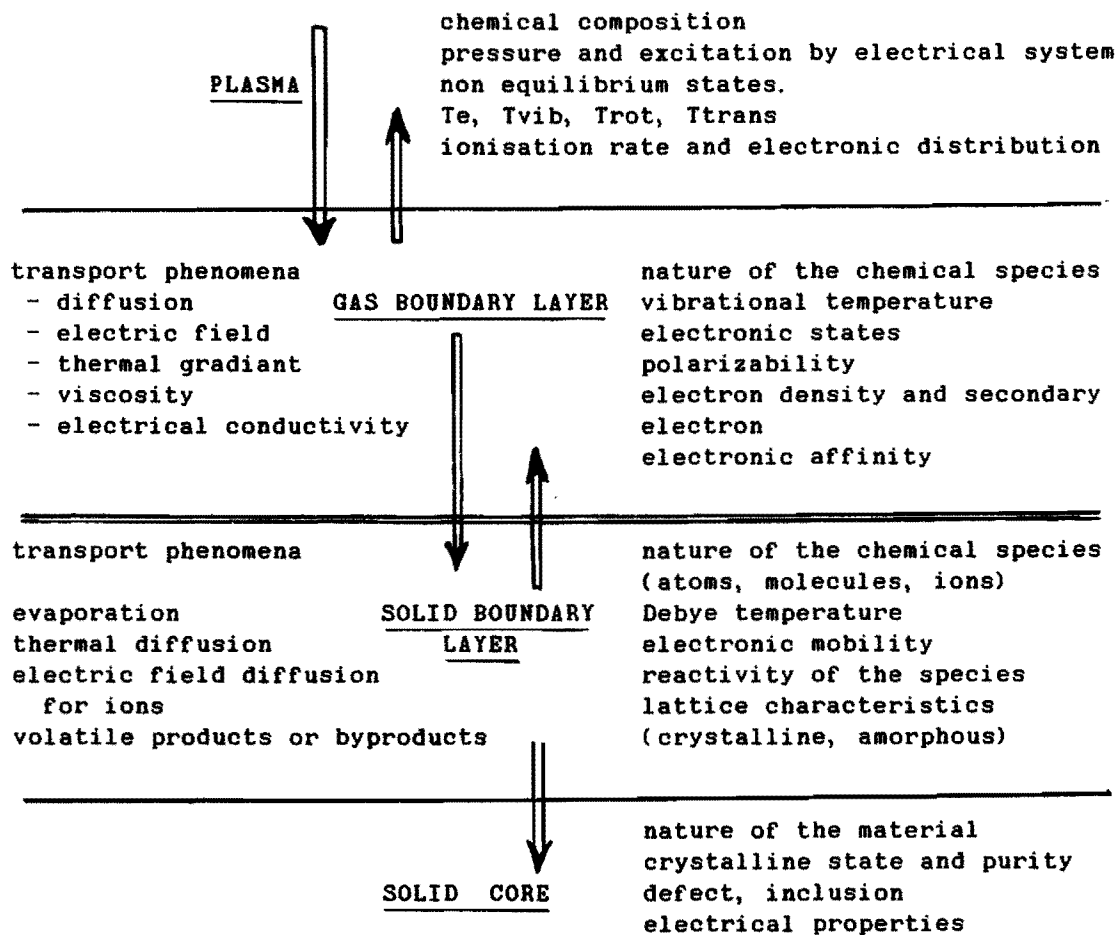 chemical composition
pressure and excitation by electrical system
PLASMA
non equilibrium states.
Te, Tvib, Trot, Ttrans
ionisation rate and electronic distribution
transport phenomena
- diffusion
- electric field
- thermal gradiant
- viscosity
- electrical conductivity
GAS BOUNDARY LAYER
nature of the chemical species
vibrational temperature
electronic states
polarizability
electron density and secondary
electron
electronic affinity
transport phenomena
evaporation
thermal diffusion
electric field diffusion
for ions
volatile products or byproducts
SOLID BOUNDARY
LAYER
nature of the chemical species
(atoms, molecules, ions)
Debye temperature
electronic mobility
reactivity of the species
lattice characteristics
(crystalline, amorphous)
SOLID CORE
nature of the material
crystalline state and purity
defect, inclusion
electrical properties